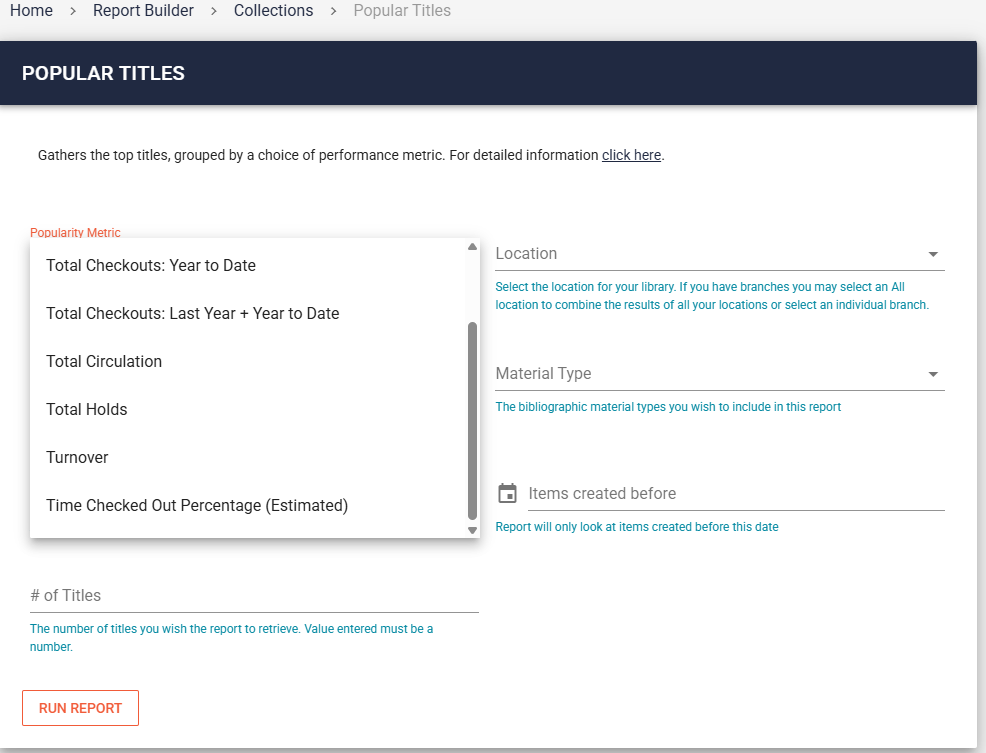 Home > Report Builder > Collections > Popular Titles
POPULAR TITLES
Gathers the top titles, grouped by a choice of performance metric. For detailed information click here.
Popularity Metric
Total Checkouts: Year to Date
Total Checkouts: Last Year + Year to Date
Total Circulation
Total Holds
Turnover
Time Checked Out Percentage (Estimated)
Location
Select the location for your library. If you have branches you may select an All
location to combine the results of all your locations or select an individual branch.
Material Type
The bibliographic material types you wish to include in this report
Items created before
Report will only look at items created before this date
# of Titles
The number of titles you wish the report to retrieve. Value entered must be a
number.
RUN REPORT